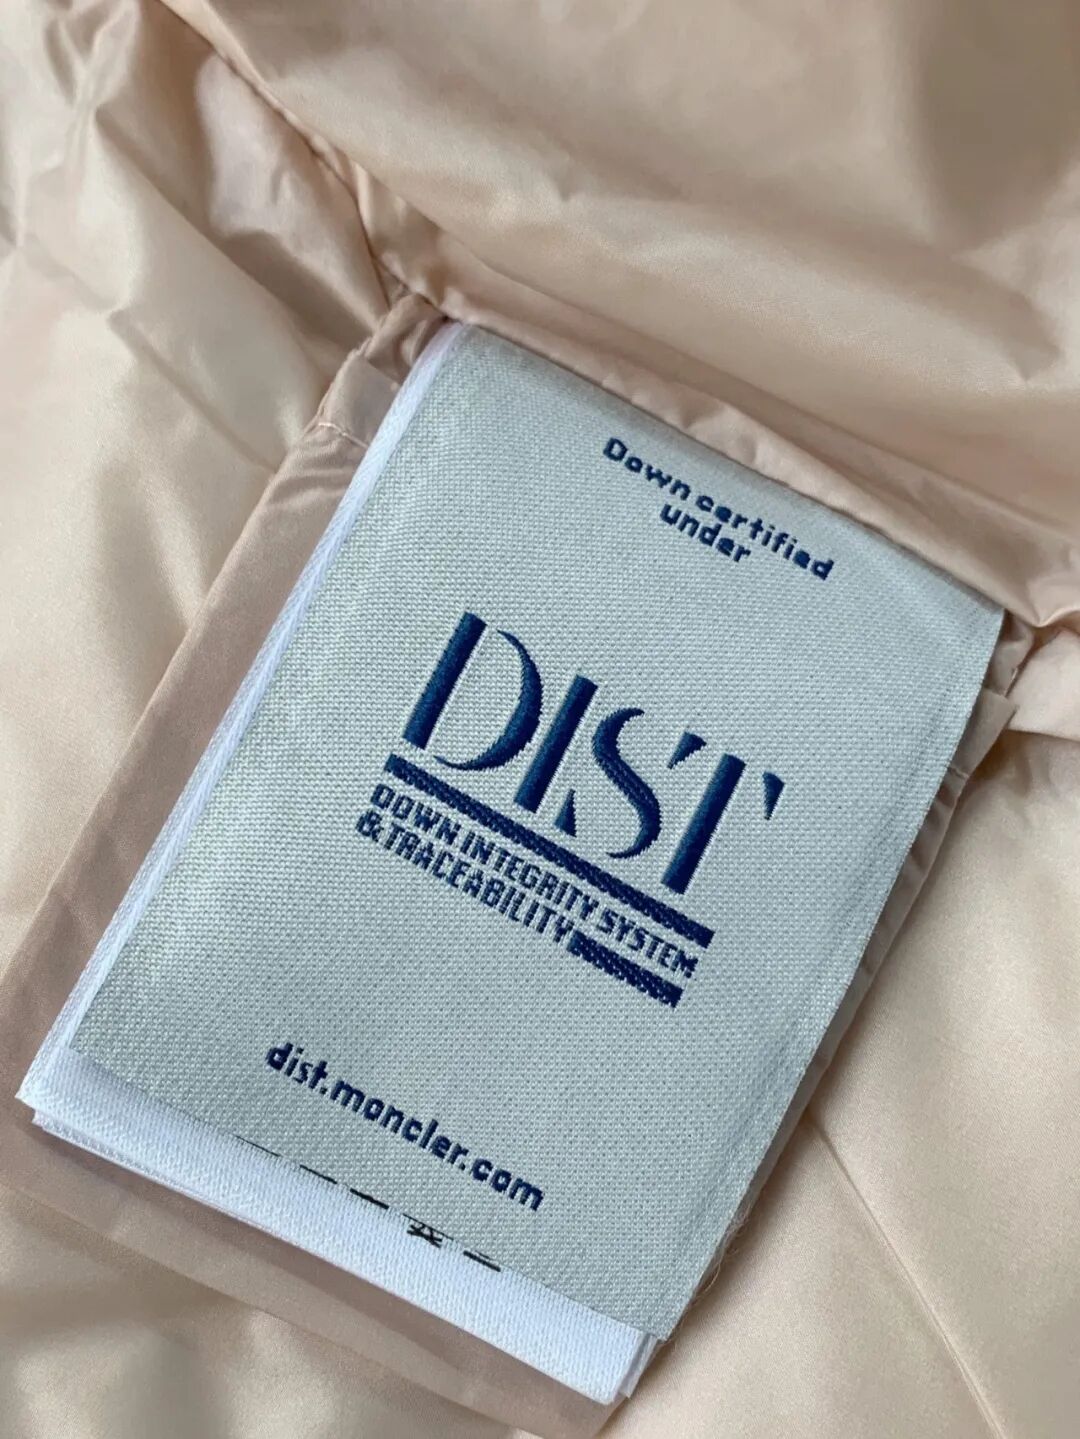 Down certified
under
DIST
DOWN INTEGRITY SYSTEM
& TRACEABILITY
dist.moncler.com